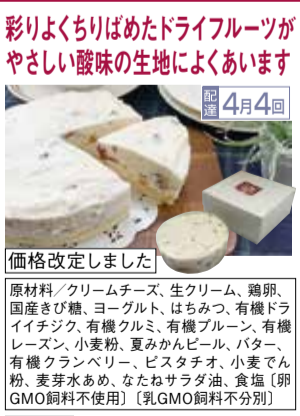 彩りよくちりばめたドライフルーツが
やさしい酸味の生地によくあいます
配達 4月4回
価格改定しました
原材料／クリームチーズ、生クリーム、鶏卵、
国産きび糖、ヨーグルト、はちみつ、有機ドラ
イイチジク、有機クルミ、有機プルーン、有機
レーズン、小麦粉、夏みかんピール、バター、
有機クランベリー、ピスタチオ、小麦でん
粉、麦芽水あめ、なたねサラダ油、食塩〔卵
GMO飼料不使用〕〔乳GMO飼料不分別〕